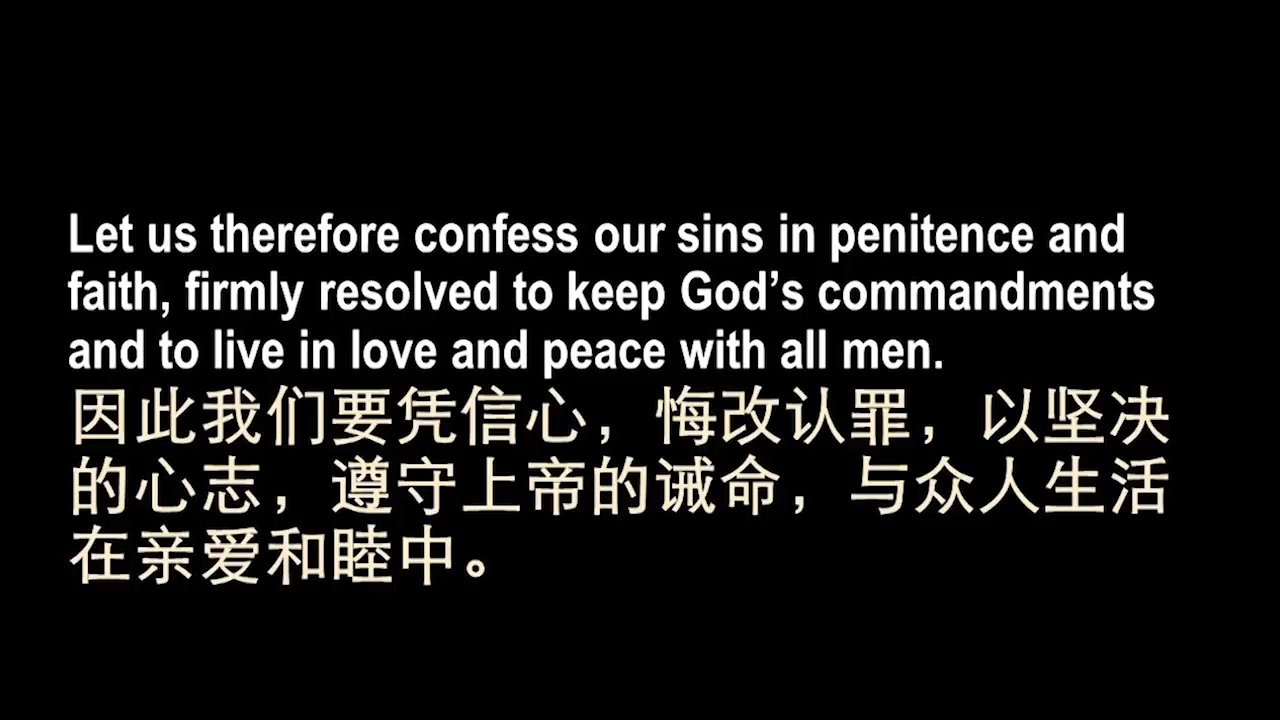 Let us therefore confess our sins in penitence and
faith, firmly resolved to keep God’s commandments
and to live in love and peace with all men.
因此我们要凭信心，悔改认罪，以坚决
的心志，遵守上帝的诫命，与众人生活
在亲爱和睦中。